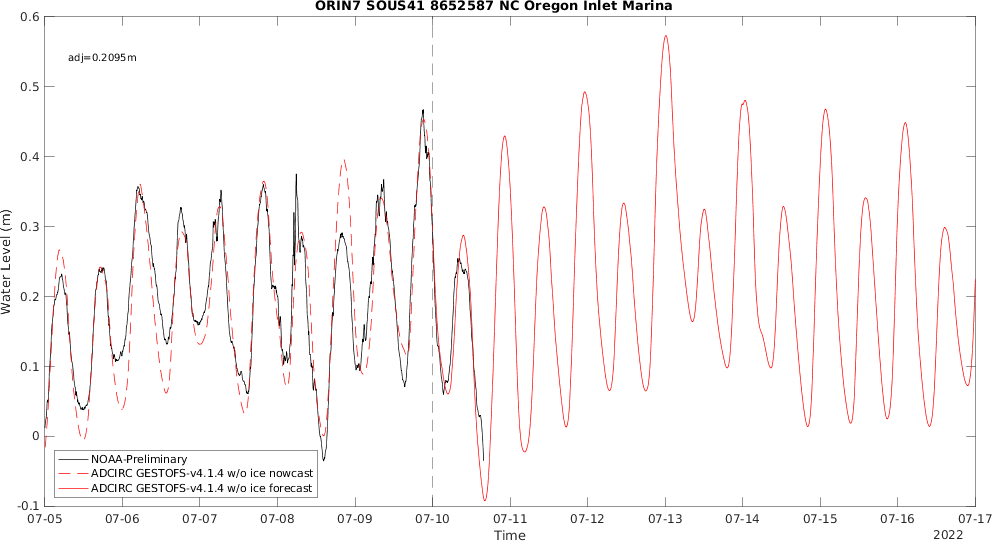 ORIN7 SOUS41 8652587 NC Oregon Inlet Marina
adj=0.2095m
Water Level (m)
0.6
0.5
0.4
0.3
0.2
0.1
0
-0.1
NOAA-Preliminary
ADCIRC GESTOFS-v4.1.4 w/o ice nowcast
ADCIRC GESTOFS-v4.1.4 w/o ice forecast
07-05 07-06 07-07 07-08 07-09 07-10 07-11 07-12 07-13 07-14 07-15 07-16 07-17
Time
2022